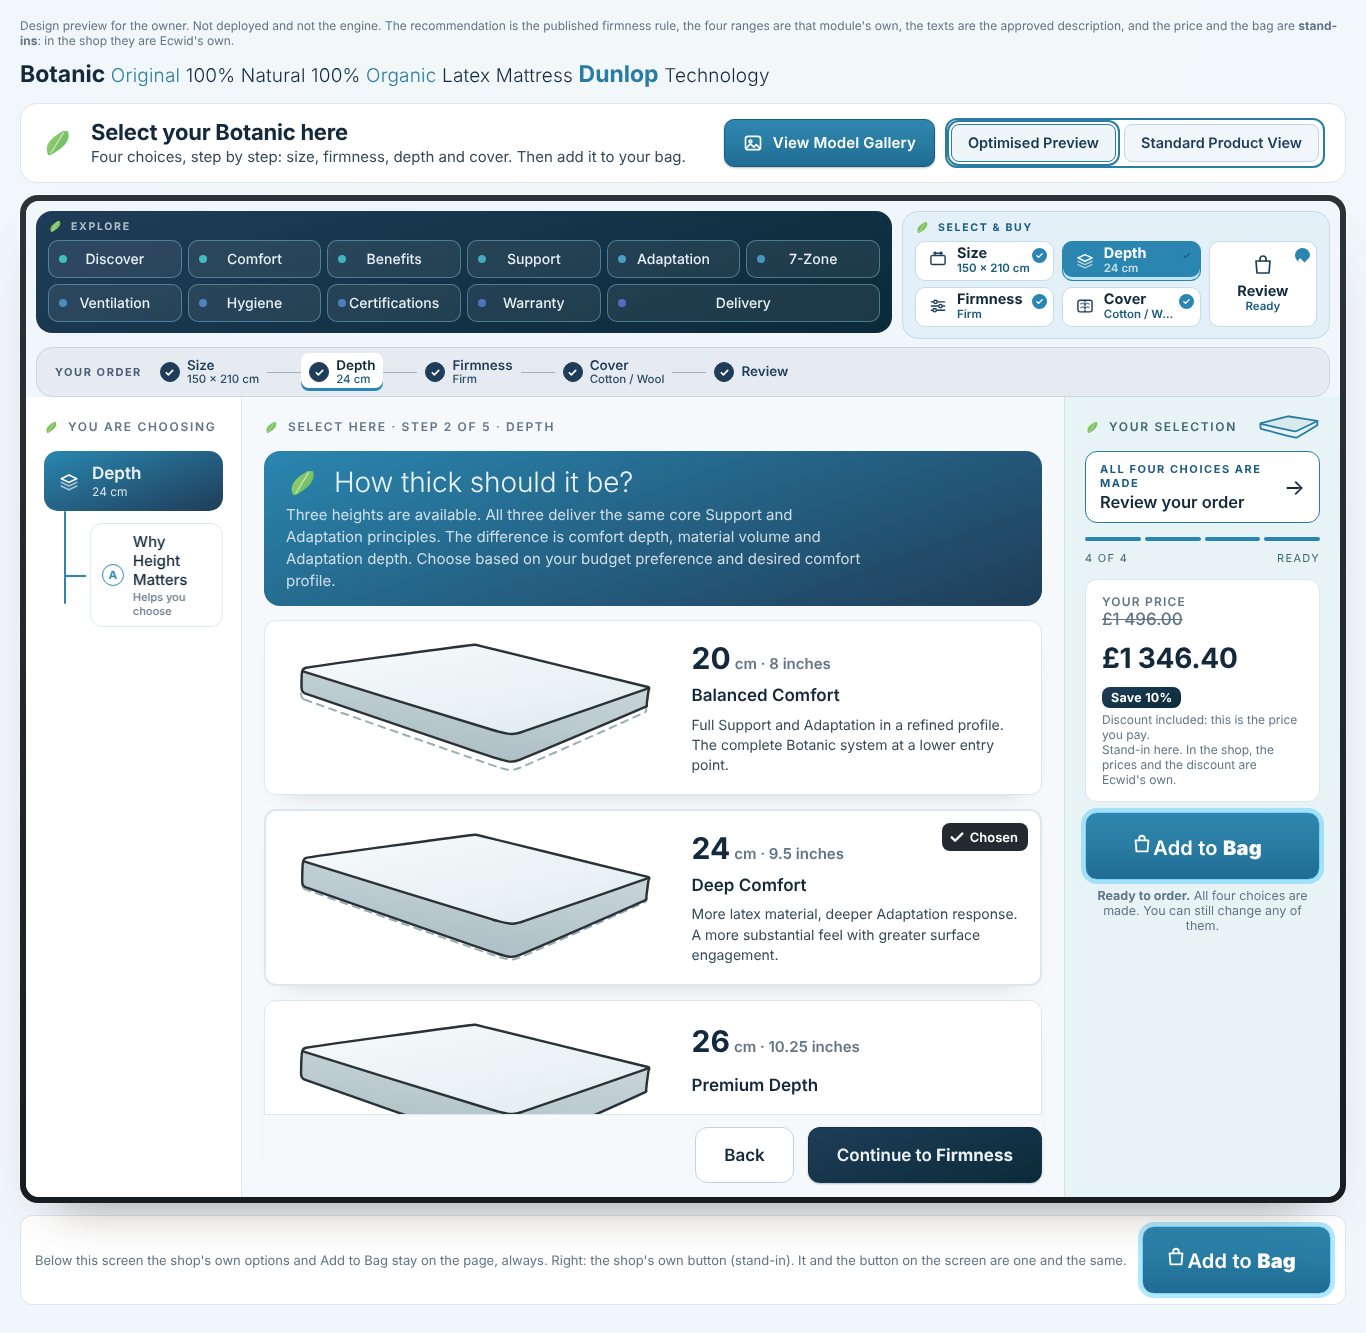 Design preview for the owner. Not deployed and not the engine. The recommendation is the published firmness rule, the four ranges are that module's own, the texts are the approved description, and the price and the bag are stand-
ins: in the shop they are Ecwid's own.
Botanic Original 100% Natural 100% Organic Latex Mattress Dunlop Technology
Select your Botanic here
Four choices, step by step: size, firmness, depth and cover. Then add it to your bag.
View Model Gallery
Optimised Preview
Standard Product View
EXPLORE
Discover
Comfort
Benefits
Support
Adaptation
7-Zone
Ventilation
Hygiene
Certifications
Warranty
Delivery
SELECT & BUY
Size
150 × 210 cm
Depth
24 cm
Firmness
Firm
Cover
Cotton / W...
Review
Ready
YOUR ORDER
Size
150 × 210 cm
Depth
24 cm
Firmness
Firm
Cover
Cotton / Wool
Review
YOU ARE CHOOSING
Depth
24 cm
A
Why
Height
Matters
Helps you
choose
SELECT HERE · STEP 2 OF 5 · DEPTH
How thick should it be?
Three heights are available. All three deliver the same core Support and
Adaptation principles. The difference is comfort depth, material volume and
Adaptation depth. Choose based on your budget preference and desired comfort
profile.
20 cm · 8 inches
Balanced Comfort
Full Support and Adaptation in a refined profile.
The complete Botanic system at a lower entry
point.
Chosen
24 cm · 9.5 inches
Deep Comfort
More latex material, deeper Adaptation response.
A more substantial feel with greater surface
engagement.
26 cm · 10.25 inches
Premium Depth
Back
Continue to Firmness
YOUR SELECTION
ALL FOUR CHOICES ARE
MADE
Review your order
4 OF 4
READY
YOUR PRICE
£1 496.00
£1 346.40
Save 10%
Discount included: this is the price
you pay.
Stand-in here. In the shop, the
prices and the discount are
Ecwid's own.
Add to Bag
Ready to order. All four choices are
made. You can still change any of
them.
Below this screen the shop's own options and Add to Bag stay on the page, always. Right: the shop's own button (stand-in). It and the button on the screen are one and the same.
Add to Bag